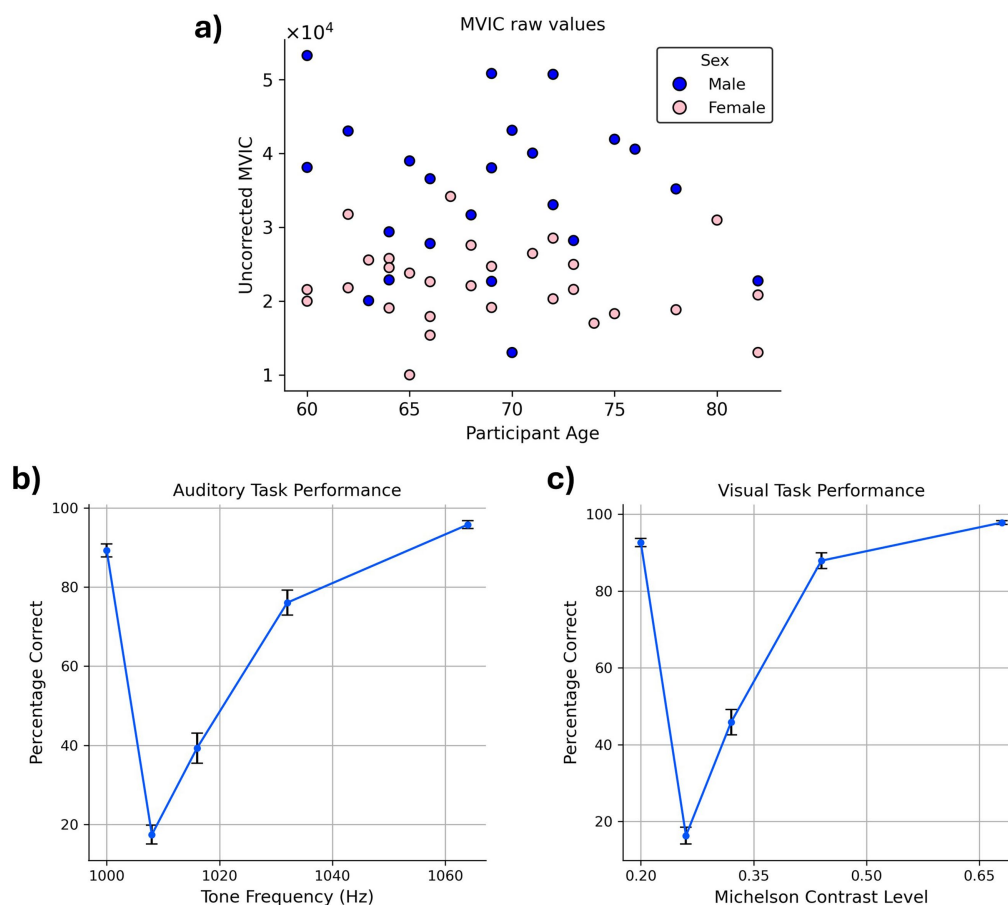 a)
MVIC raw values
×10⁴
Sex
Male
Female
5
4
3
2
1
Uncorrected MVIC
60 65 70 75 80
Participant Age
b)
Auditory Task Performance
100
80
60
40
20
Percentage Correct
1000 1020 1040 1060
Tone Frequency (Hz)
c)
Visual Task Performance
100
80
60
40
20
Percentage Correct
0.20 0.35 0.50 0.65
Michelson Contrast Level